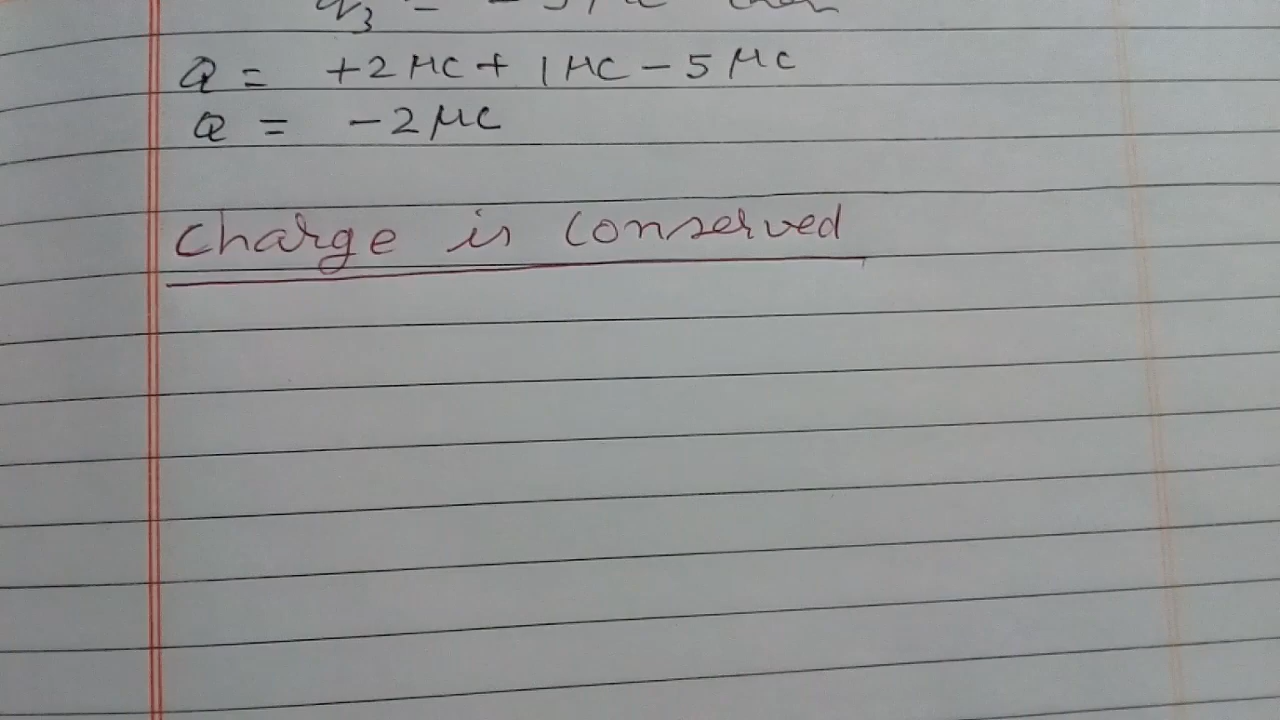 Q = +2 μC + 1 μC - 5 μC
Q = -2 μC
Charge is conserved